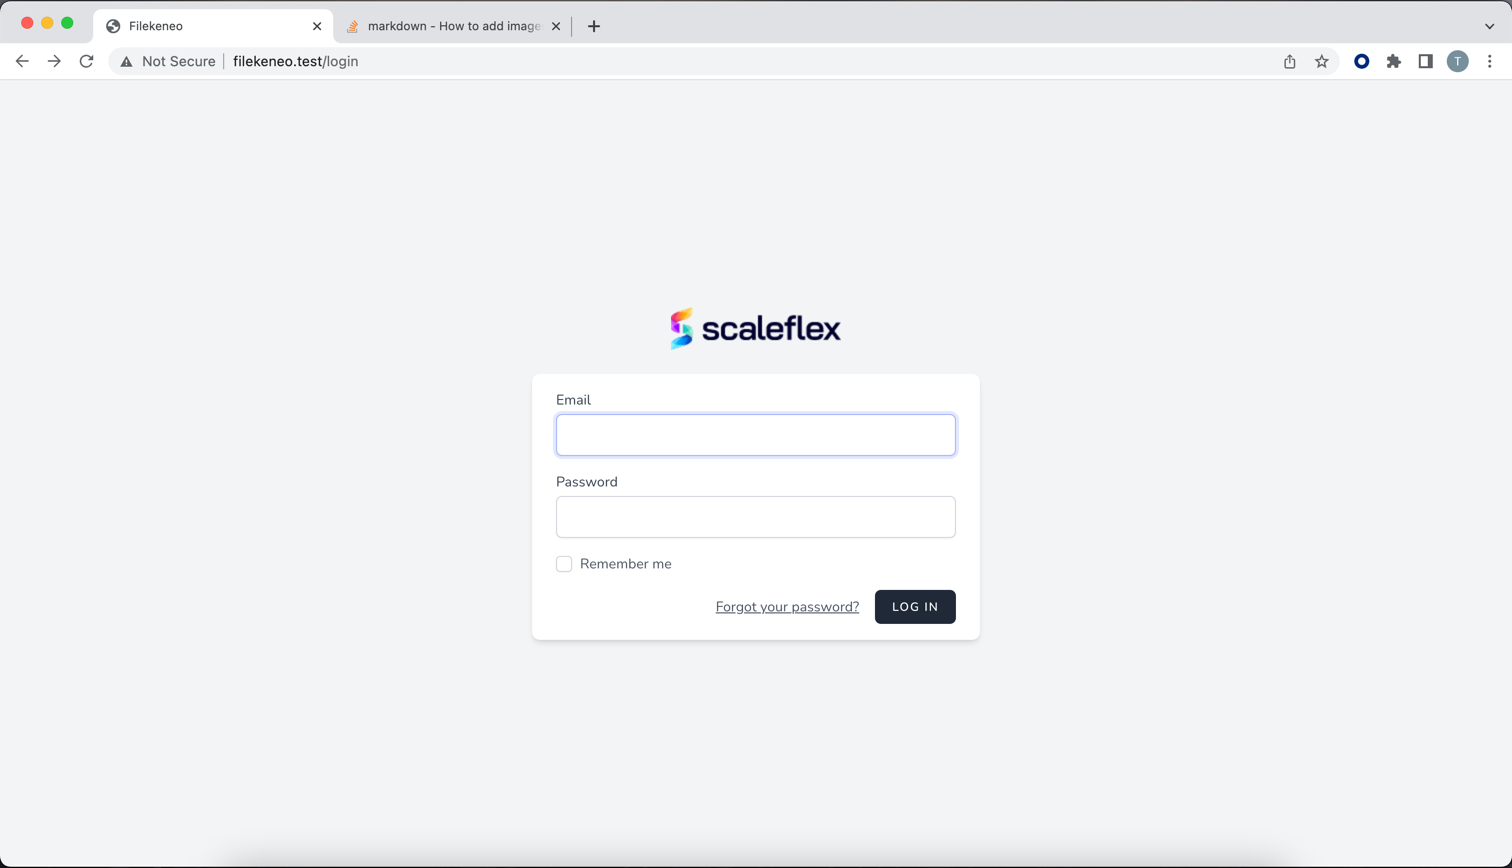 Filekeneo
markdown - How to add image
Not Secure
filekeneo.test/login
T
scaleflex
Email
Password
Remember me
Forgot your password?
LOG IN